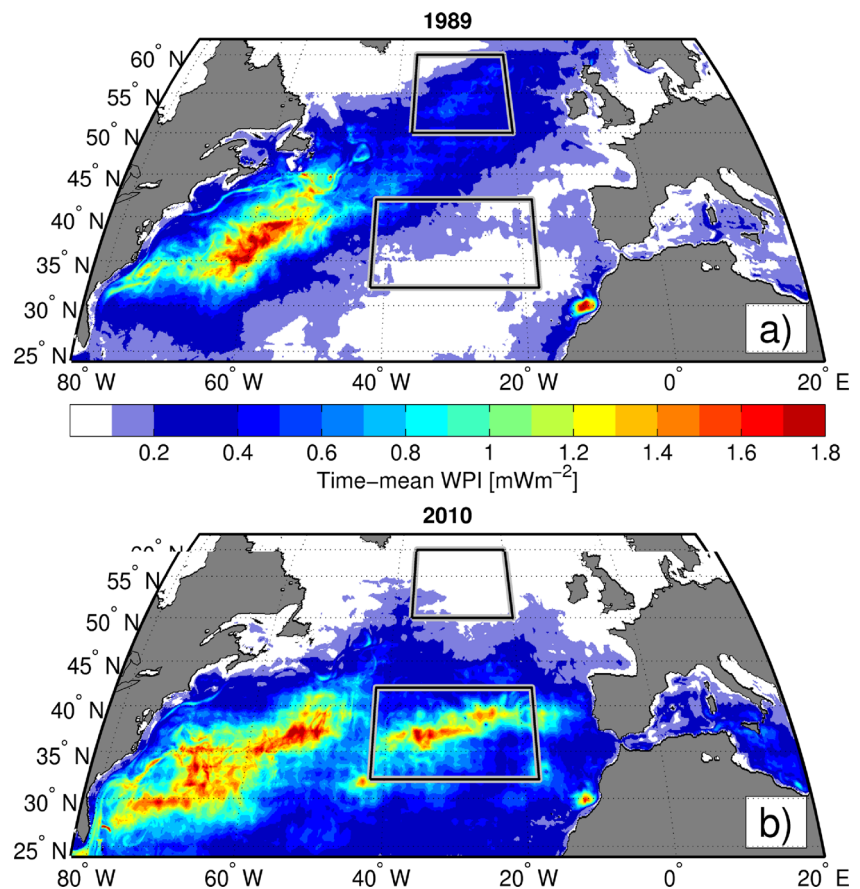 1989
60° N
55° N
50° N
45° N
40° N
35° N
30° N
25° N
a)
80° W 60° W 40° W 20° W 0° 20° E
0.2 0.4 0.6 0.8 1 1.2 1.4 1.6 1.8
Time−mean WPI [mWm−2]
2010
60° N
55° N
50° N
45° N
40° N
35° N
30° N
25° N
b)
80° W 60° W 40° W 20° W 0° 20° E